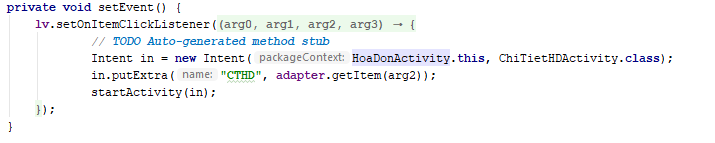 private void setEvent() {
lv.setOnItemClickListener((arg0, arg1, arg2, arg3) → {
// TODO Auto-generated method stub
Intent in = new Intent( packageContext: HoaDonActivity.this, ChiTietHDActivity.class);
in.putExtra( name: "CTHD", adapter.getItem(arg2));
startActivity(in);
});
}